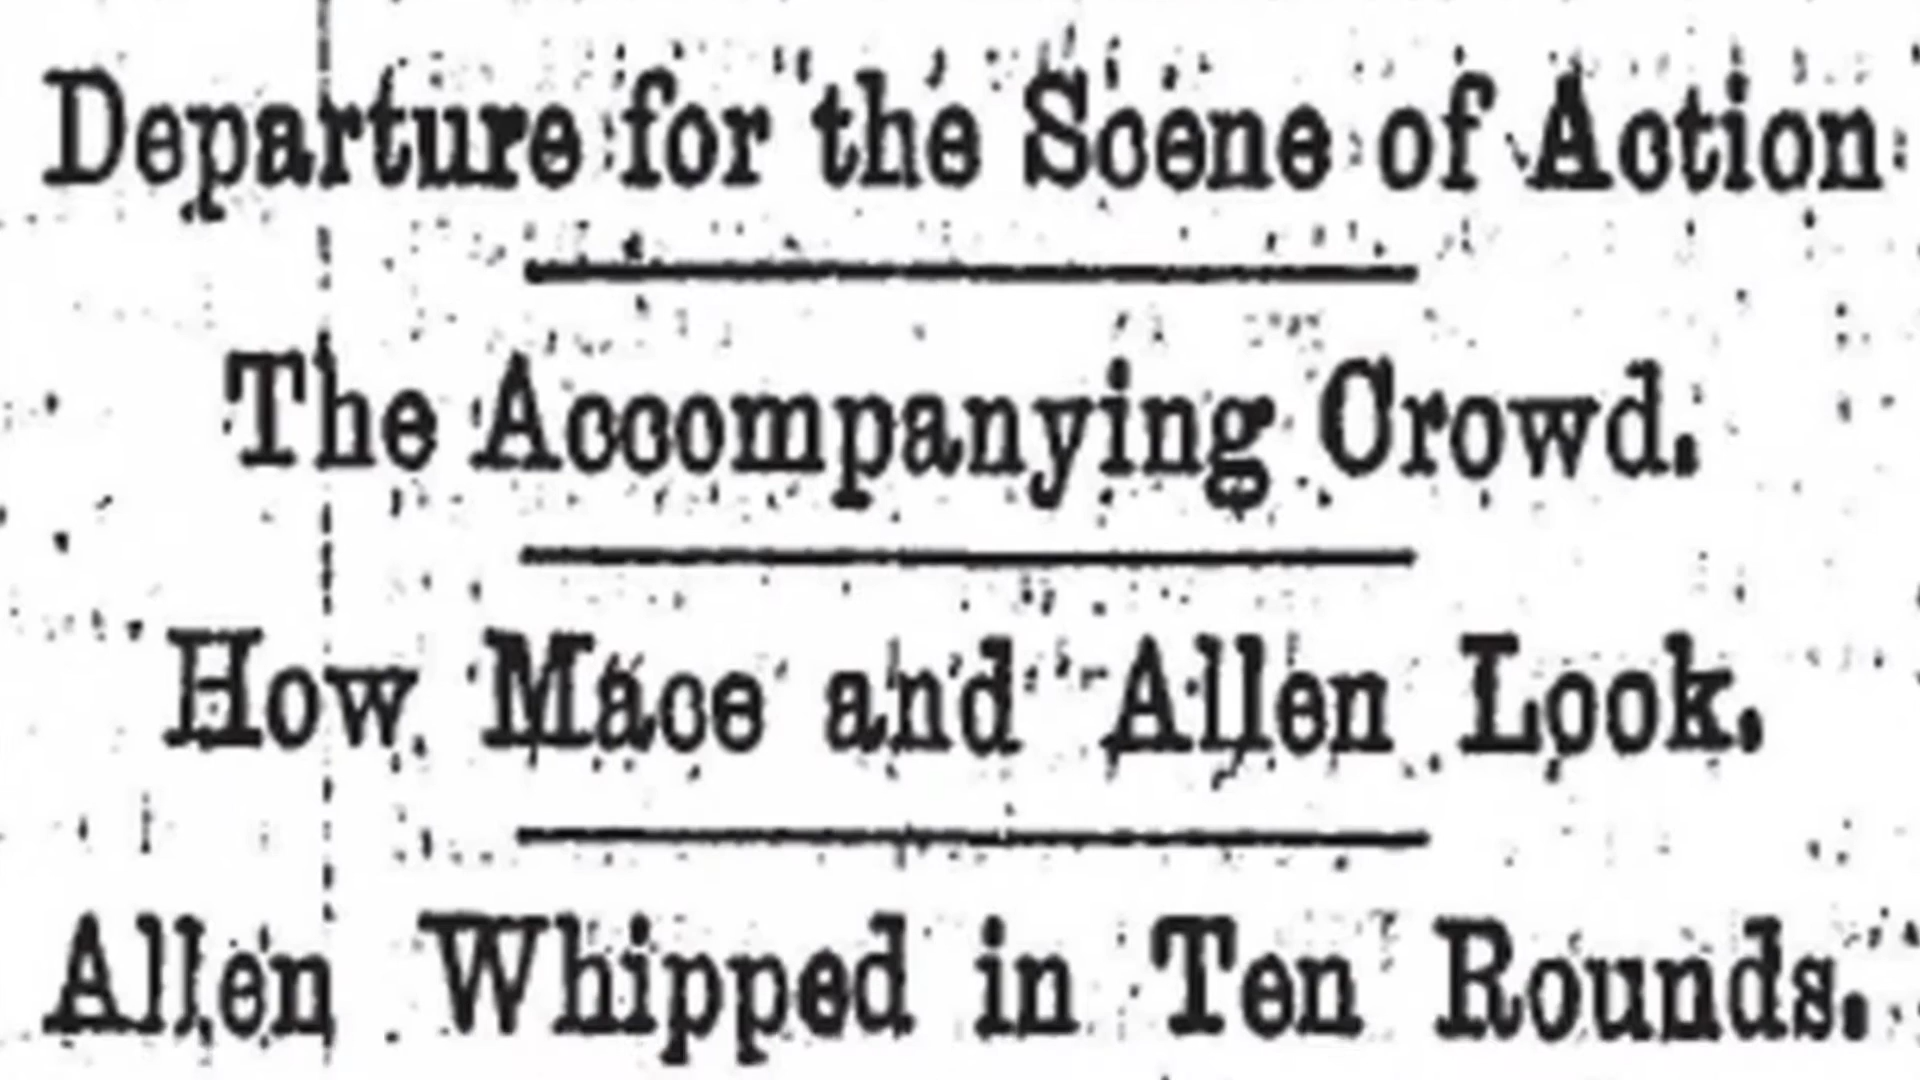 Departure for the Scene of Action
The Accompanying Crowd.
How Mace and Allen Look.
Allen Whipped in Ten Rounds.